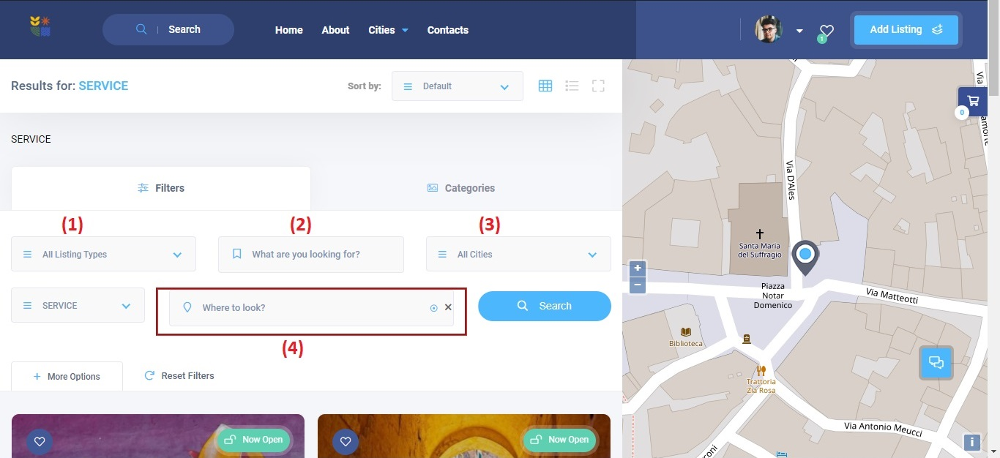 Search
Home
About
Cities
Contacts
1
Add Listing
Results for: SERVICE
Sort by:
Default
0
SERVICE
Filters
Categories
(1)
(2)
(3)
All Listing Types
What are you looking for?
All Cities
SERVICE
Where to look?
Search
(4)
More Options
Reset Filters
Now Open
Now Open
Via
Via D'Ales
Santa Maria
del Suffragio
+
−
Piazza
Notar
Domenico
Via Matteotti
Biblioteca
Trattoria
Zia Rosa
Via Antonio Meucci
i